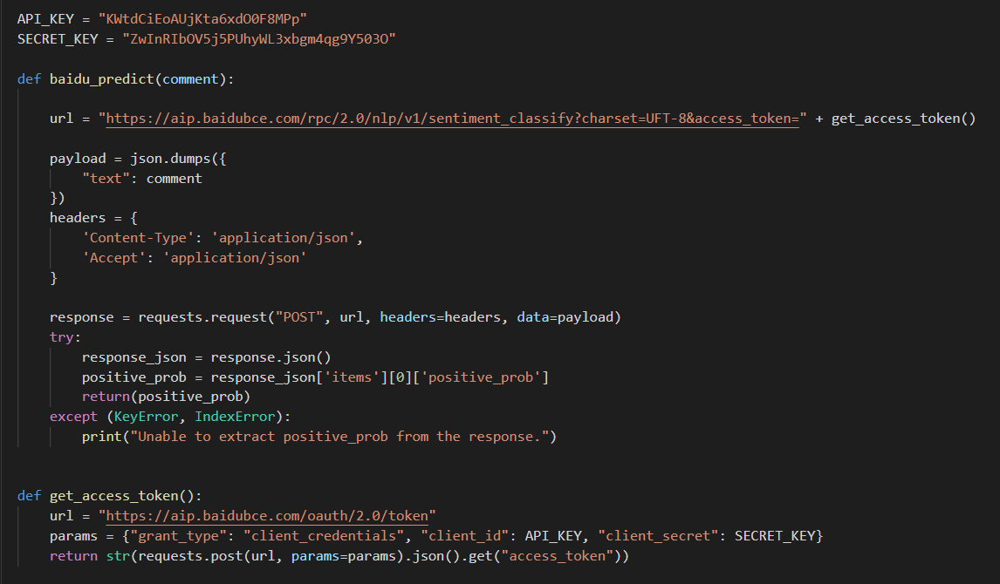 API_KEY = "KWtdCiEoAUjKta6xdO0F8MPp"
SECRET_KEY = "ZwInRIbOV5j5PUhyWL3xbgm4qg9Y503O"
def baidu_predict(comment):
url = "https://aip.baidubce.com/rpc/2.0/nlp/v1/sentiment_classify?charset=UFT-8&access_token=" + get_access_token()
payload = json.dumps({
"text": comment
})
headers = {
'Content-Type': 'application/json',
'Accept': 'application/json'
}
response = requests.request("POST", url, headers=headers, data=payload)
try:
response_json = response.json()
positive_prob = response_json['items'][0]['positive_prob']
return(positive_prob)
except (KeyError, IndexError):
print("Unable to extract positive_prob from the response.")
def get_access_token():
url = "https://aip.baidubce.com/oauth/2.0/token"
params = {"grant_type": "client_credentials", "client_id": API_KEY, "client_secret": SECRET_KEY}
return str(requests.post(url, params=params).json().get("access_token"))